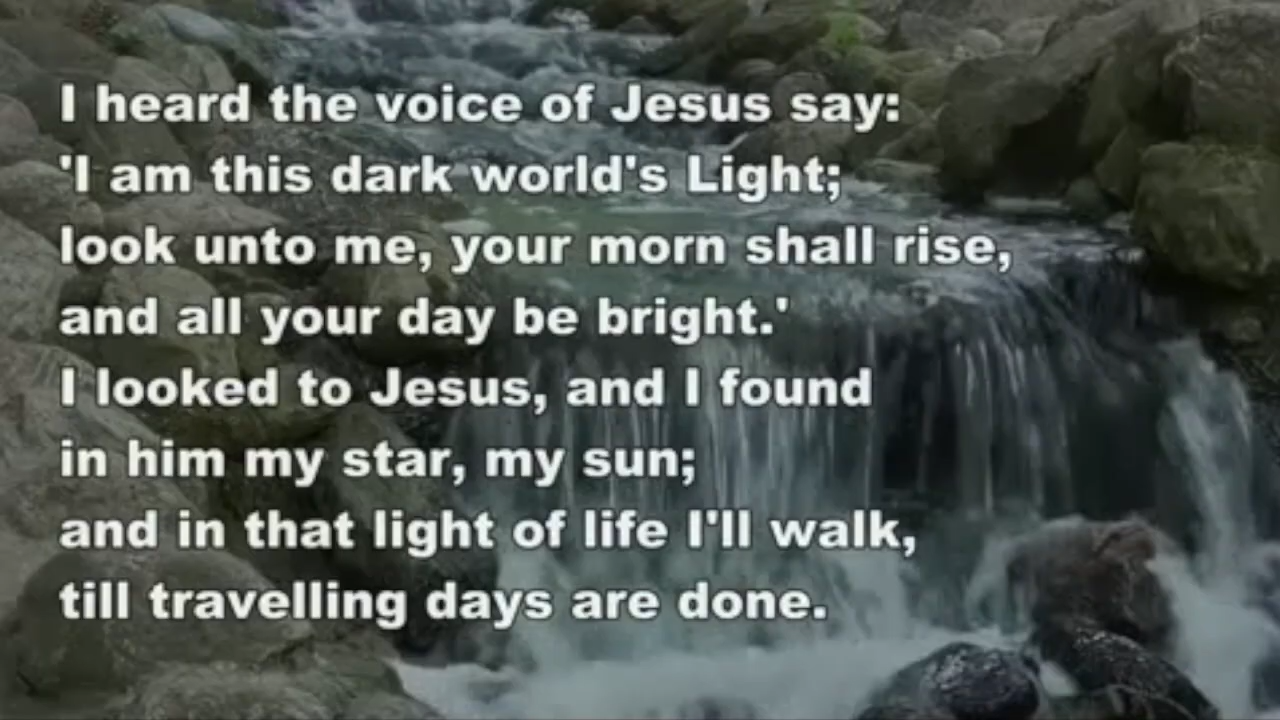 I heard the voice of Jesus say:
'I am this dark world's Light;
look unto me, your morn shall rise,
and all your day be bright.'
I looked to Jesus, and I found
in him my star, my sun;
and in that light of life I'll walk,
till travelling days are done.